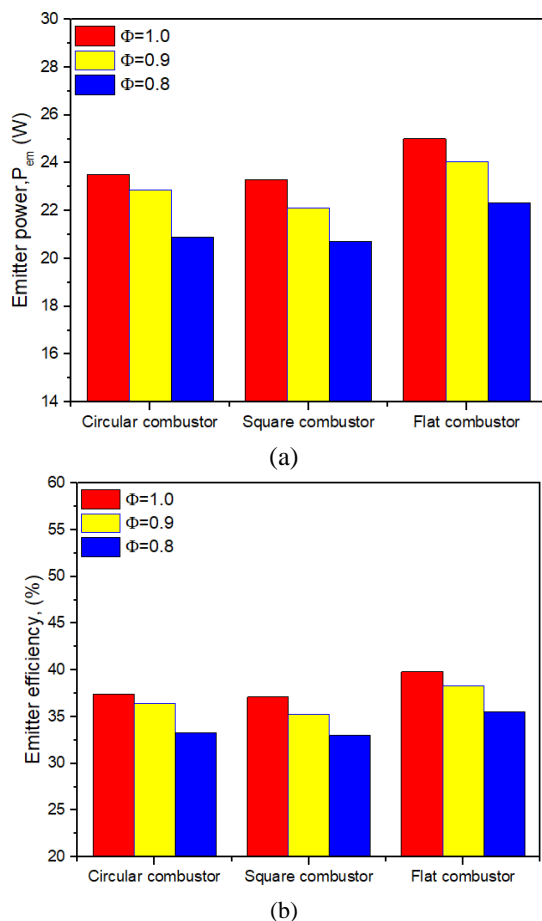 30
28
26
24
22
20
18
16
14
Emitter power,P_em (W)
Φ=1.0
Φ=0.9
Φ=0.8
Circular combustor Square combustor Flat combustor
(a)
60
55
50
45
40
35
30
25
20
Emitter efficiency, (%)
Φ=1.0
Φ=0.9
Φ=0.8
Circular combustor Square combustor Flat combustor
(b)